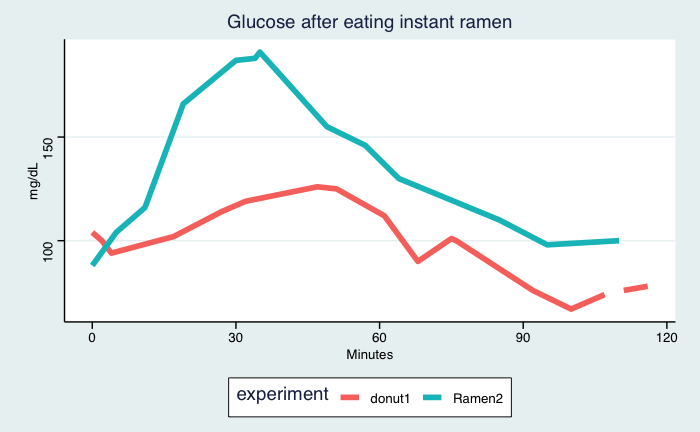 Glucose after eating instant ramen
150
100
mg/dL
0 30 60 90 120
Minutes
experiment donut1 Ramen2